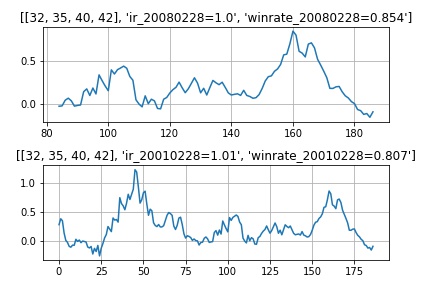 [[32, 35, 40, 42], 'ir_20080228=1.0', 'winrate_20080228=0.854']
0.5
0.0
80 100 120 140 160 180
[[32, 35, 40, 42], 'ir_20010228=1.01', 'winrate_20010228=0.807']
1.0
0.5
0.0
0 25 50 75 100 125 150 175